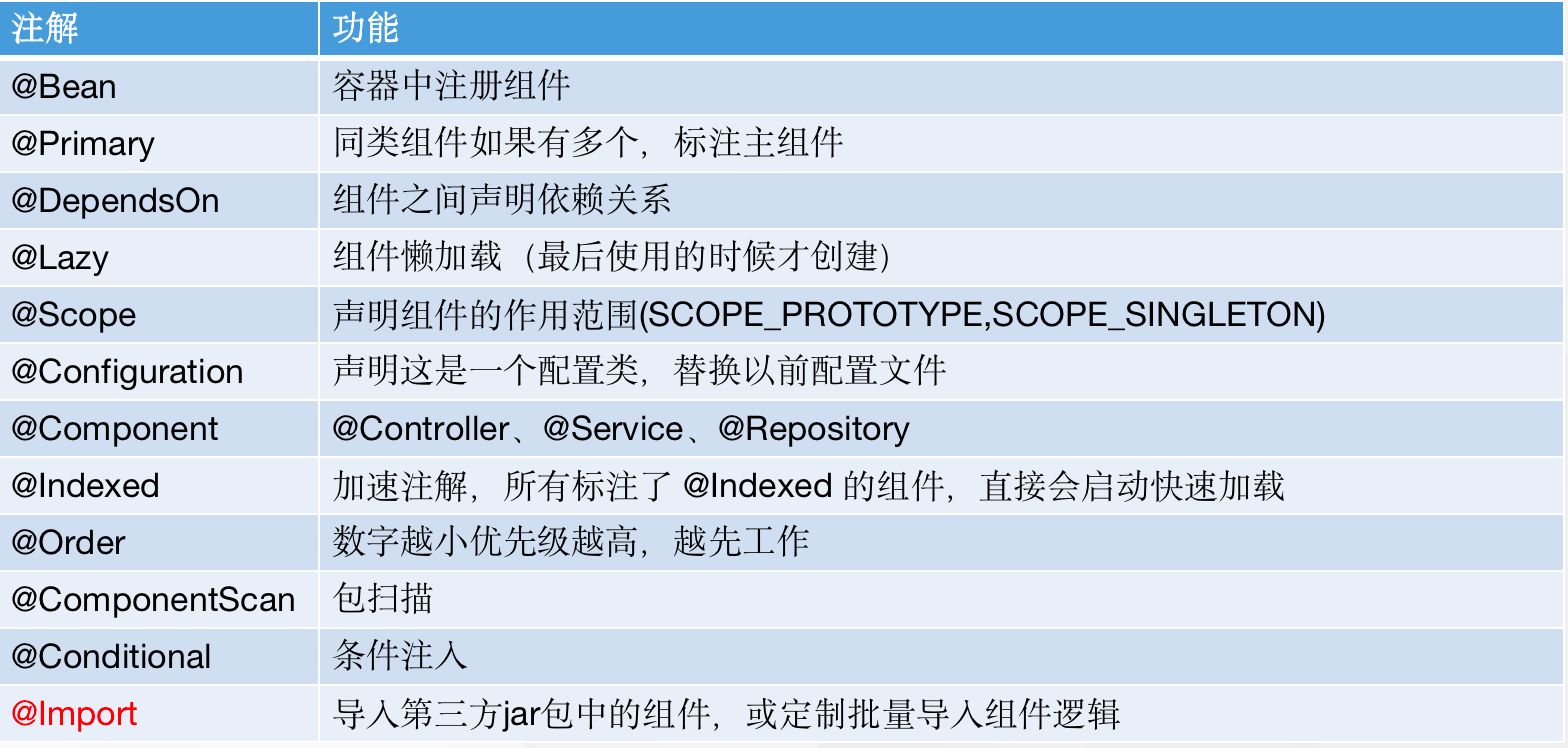 注解 功能
@Bean 容器中注册组件
@Primary 同类组件如果有多个，标注主组件
@DependsOn 组件之间声明依赖关系
@Lazy 组件懒加载（最后使用的时候才创建）
@Scope 声明组件的作用范围(SCOPE_PROTOTYPE,SCOPE_SINGLETON)
@Configuration 声明这是一个配置类，替换以前配置文件
@Component @Controller、@Service、@Repository
@Indexed 加速注解，所有标注了 @Indexed 的组件，直接会启动快速加载
@Order 数字越小优先级越高，越先工作
@ComponentScan 包扫描
@Conditional 条件注入
@Import 导入第三方jar包中的组件，或定制批量导入组件逻辑